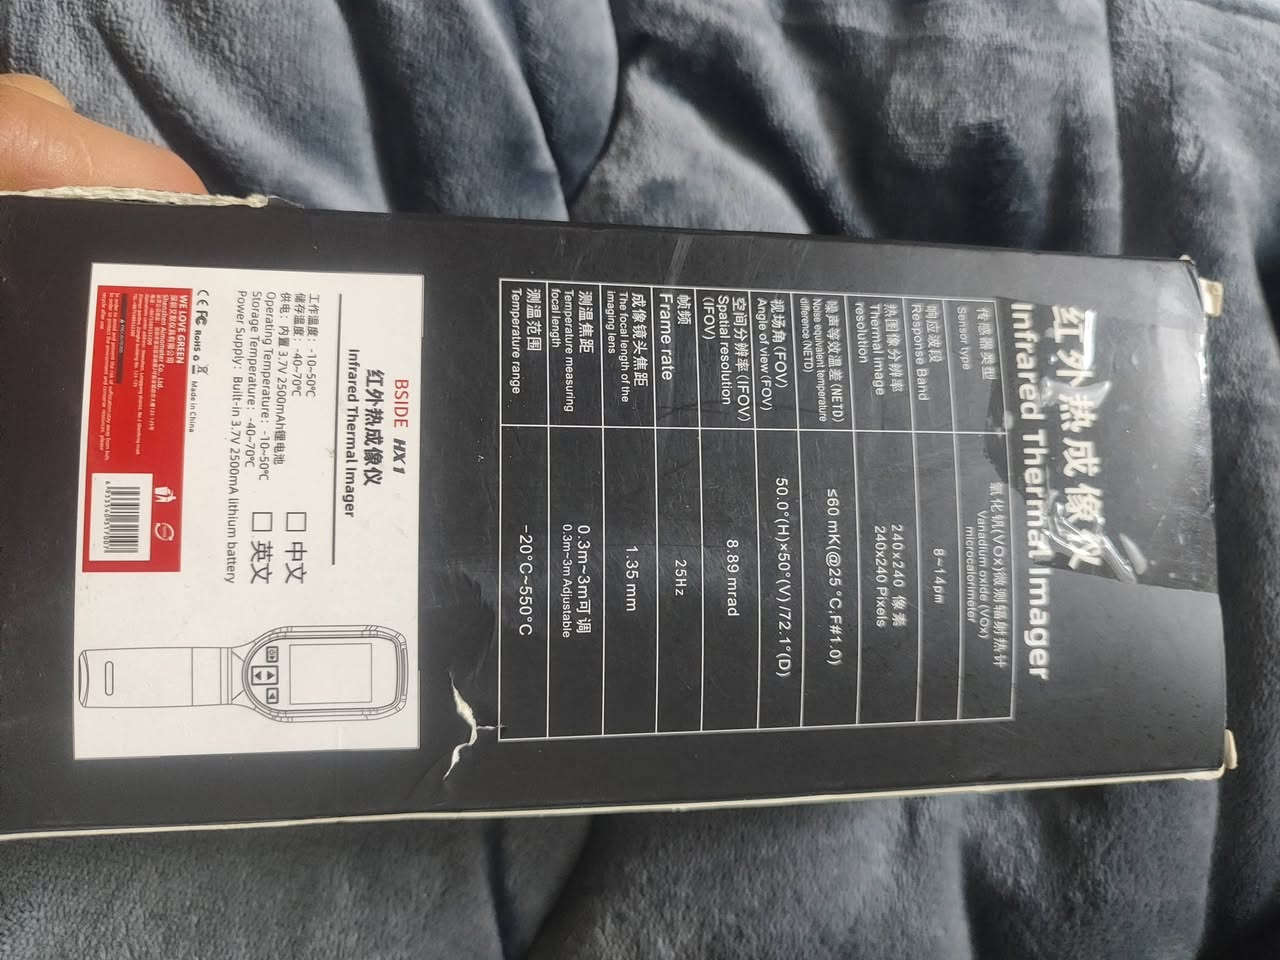 红外热成像仪
Infrared Thermal Imager
传感器类型
Sensor type
氧化钒(VOx)微测辐射热计
Vanadium oxide (VOx)
microcalorimeter
响应波段
Response Band
8~14pm
热图像分辨率
Thermal image
resolution
240x240 像素
240x240 Pixels
噪声等效温差(NETD)
Noise equivalent temperature
difference(NETD)
≤60 mK(@25 °C,F#1.0)
视场角(FOV)
Angle of view (FOV)
50.0°(H)×50°(V)/72.1°(D)
空间分辨率(IFOV)
Spatial resolution
(IFOV)
8.89 mrad
帧频
Frame rate
25Hz
成像镜头焦距
The focal length of the
imaging lens
1.35 mm
测温焦距
Temperature measuring
focal length
0.3m~3m可调
0.3m~3m Adjustable
测温范围
Temperature range
-20°C~550°C
BSIDE HX1
红外热成像仪
Infrared Thermal Imager
工作温度: -10~50℃
储存温度: -40~70℃
供电: 内置 3.7V 2500mAh锂电池
Operating Temperature: -10~50℃
Storage Temperature: -40~70℃
Power Supply: Built-in 3.7V 2500mA lithium battery
中文
英文
CE FC RoHS Made in China
WE LOVE GREEN